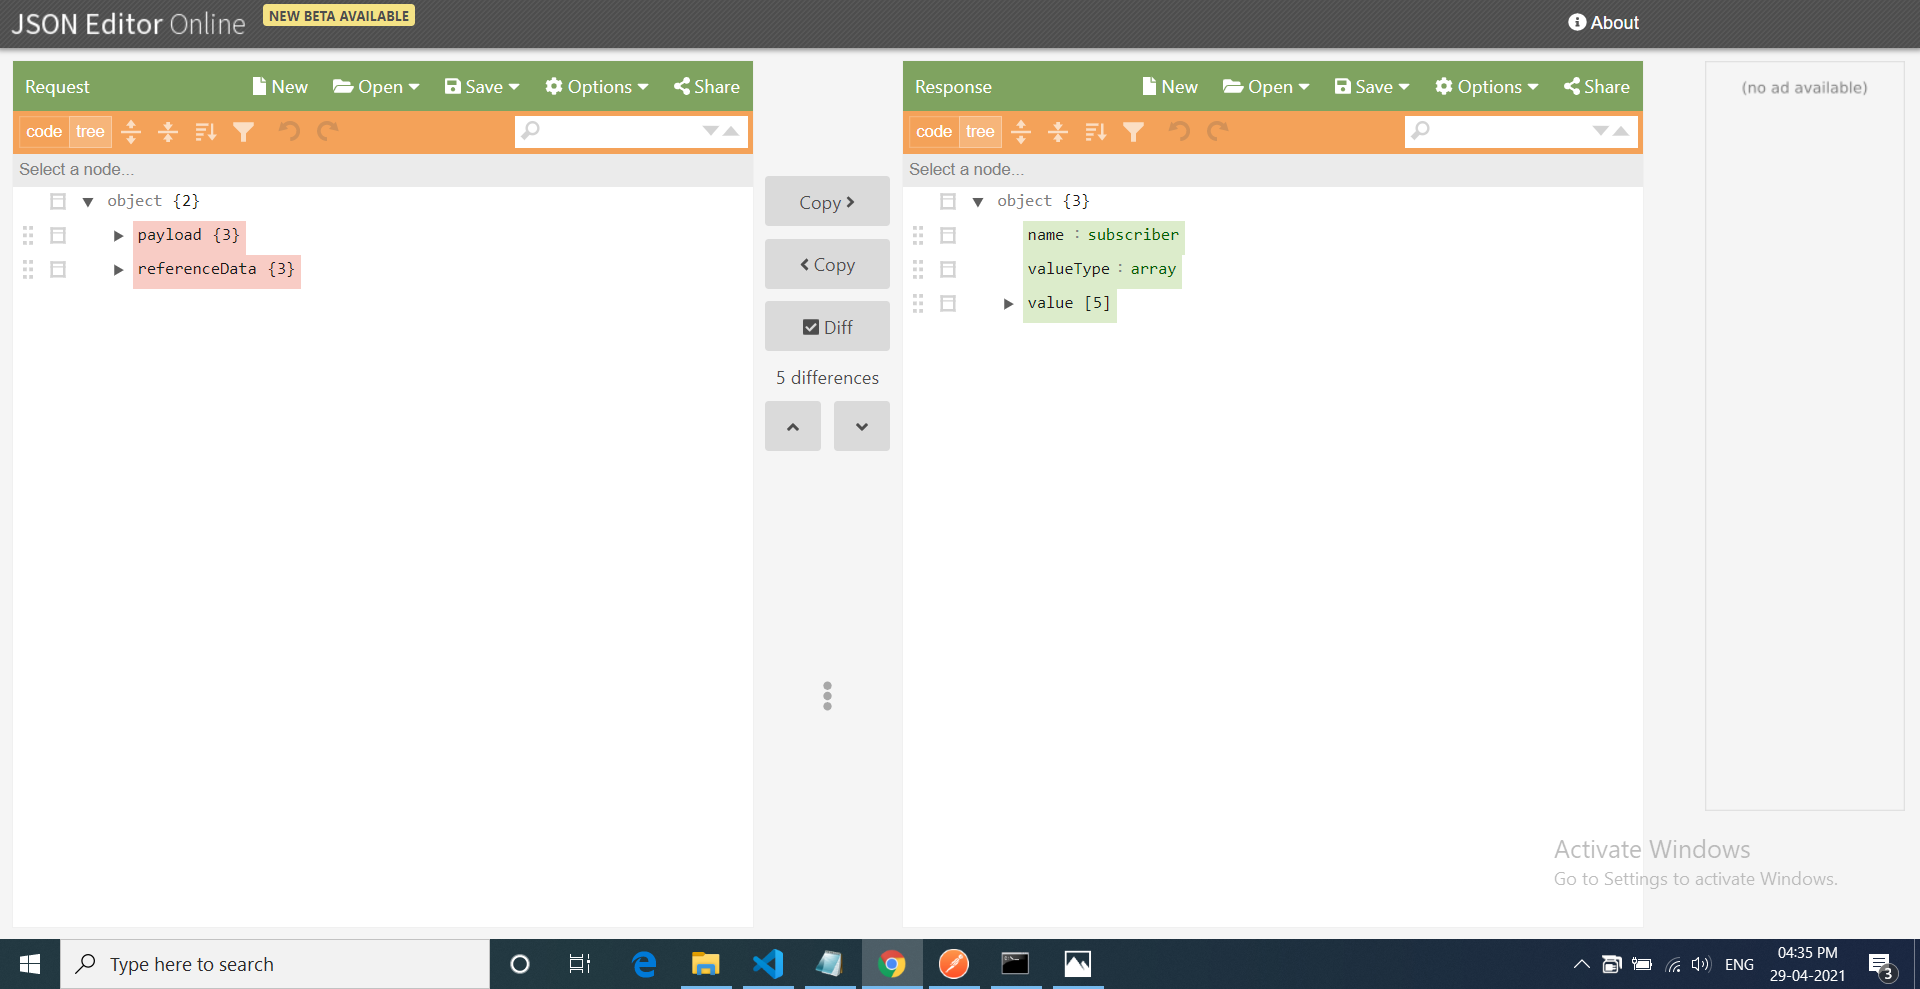 JSON Editor Online NEW BETA AVAILABLE
About
Request New Open Save Options Share
code tree
Select a node...
object {2}
payload {3}
referenceData {3}
Copy
Copy
Diff
5 differences
Response New Open Save Options Share
code tree
Select a node...
object {3}
name : subscriber
valueType : array
value [5]
(no ad available)
Activate Windows
Go to Settings to activate Windows.
Type here to search
ENG
04:35 PM
29-04-2021
3